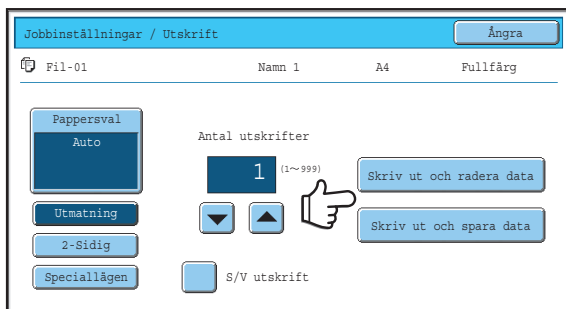 Jobbinställningar / Utskrift
Ångra
Fil-01 Namn 1 A4 Fullfärg
Pappersval
Auto
Antal utskrifter
1 (1~999)
Skriv ut och radera data
Utmatning
Skriv ut och spara data
2-Sidig
Speciallägen
S/V utskrift